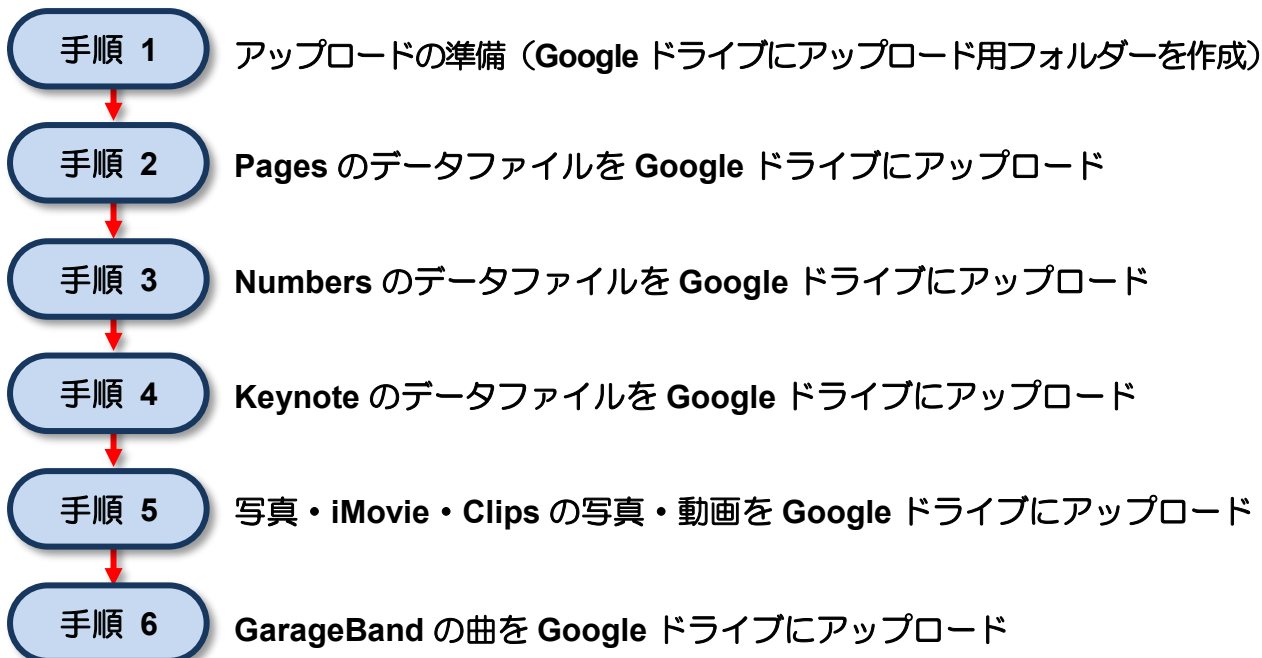 手順 1 アップロードの準備（Google ドライブにアップロード用フォルダーを作成）
手順 2 Pages のデータファイルを Google ドライブにアップロード
手順 3 Numbers のデータファイルを Google ドライブにアップロード
手順 4 Keynote のデータファイルを Google ドライブにアップロード
手順 5 写真・iMovie・Clips の写真・動画を Google ドライブにアップロード
手順 6 GarageBand の曲を Google ドライブにアップロード